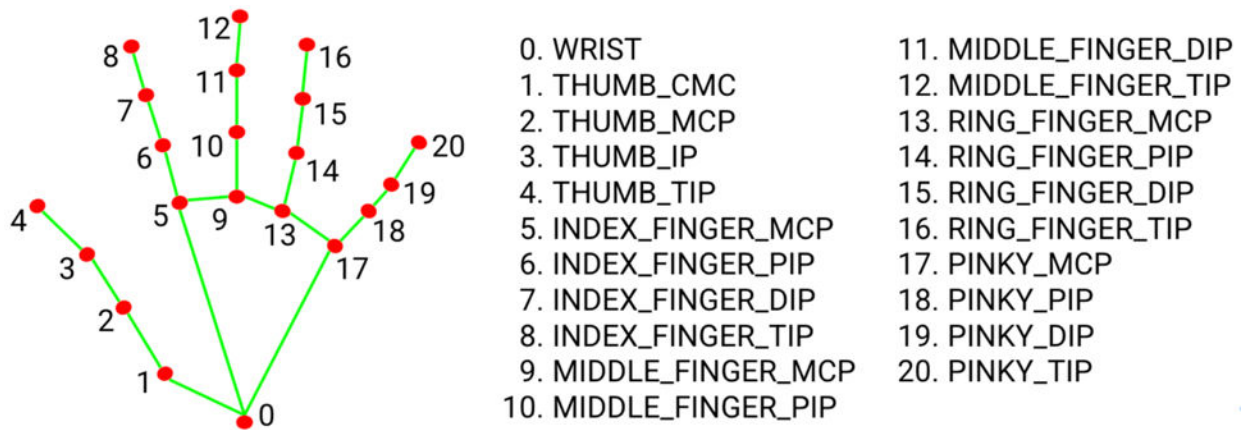 12
8
16
11
7
15
10
6
20
14
19
4
5
9
13
18
3
17
2
1
0
0. WRIST
1. THUMB_CMC
2. THUMB_MCP
3. THUMB_IP
4. THUMB_TIP
5. INDEX_FINGER_MCP
6. INDEX_FINGER_PIP
7. INDEX_FINGER_DIP
8. INDEX_FINGER_TIP
9. MIDDLE_FINGER_MCP
10. MIDDLE_FINGER_PIP
11. MIDDLE_FINGER_DIP
12. MIDDLE_FINGER_TIP
13. RING_FINGER_MCP
14. RING_FINGER_PIP
15. RING_FINGER_DIP
16. RING_FINGER_TIP
17. PINKY_MCP
18. PINKY_PIP
19. PINKY_DIP
20. PINKY_TIP